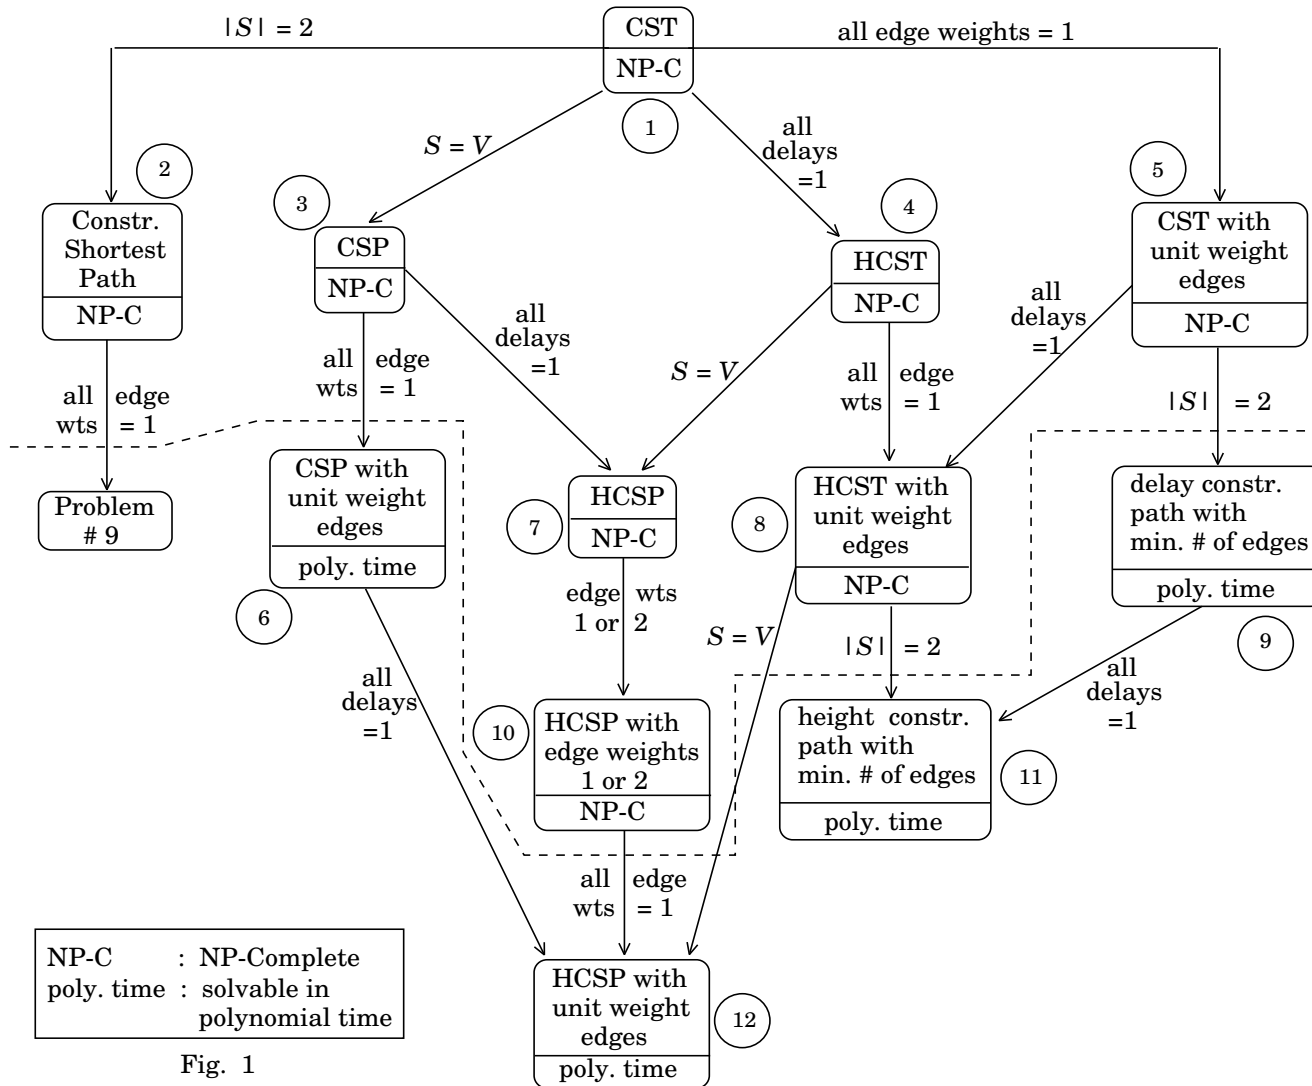 |S| = 2
CST
NP-C
1
all edge weights = 1
S = V
all
delays
=1
2
Constr.
Shortest
Path
NP-C
3
CSP
NP-C
4
HCST
NP-C
5
CST with
unit weight
edges
NP-C
all edge
wts = 1
all edge
wts = 1
all
delays
=1
S = V
all edge
wts = 1
all
delays
=1
|S| = 2
Problem
# 9
CSP with
unit weight
edges
poly. time
6
7
HCSP
NP-C
8
HCST with
unit weight
edges
NP-C
delay constr.
path with
min. # of edges
poly. time
9
edge wts
1 or 2
S = V
|S| = 2
all
delays
=1
all
delays
=1
10
HCSP with
edge weights
1 or 2
NP-C
height constr.
path with
min. # of edges
poly. time
11
all edge
wts = 1
HCSP with
unit weight
edges
poly. time
12
NP-C : NP-Complete
poly. time : solvable in
polynomial time
Fig. 1